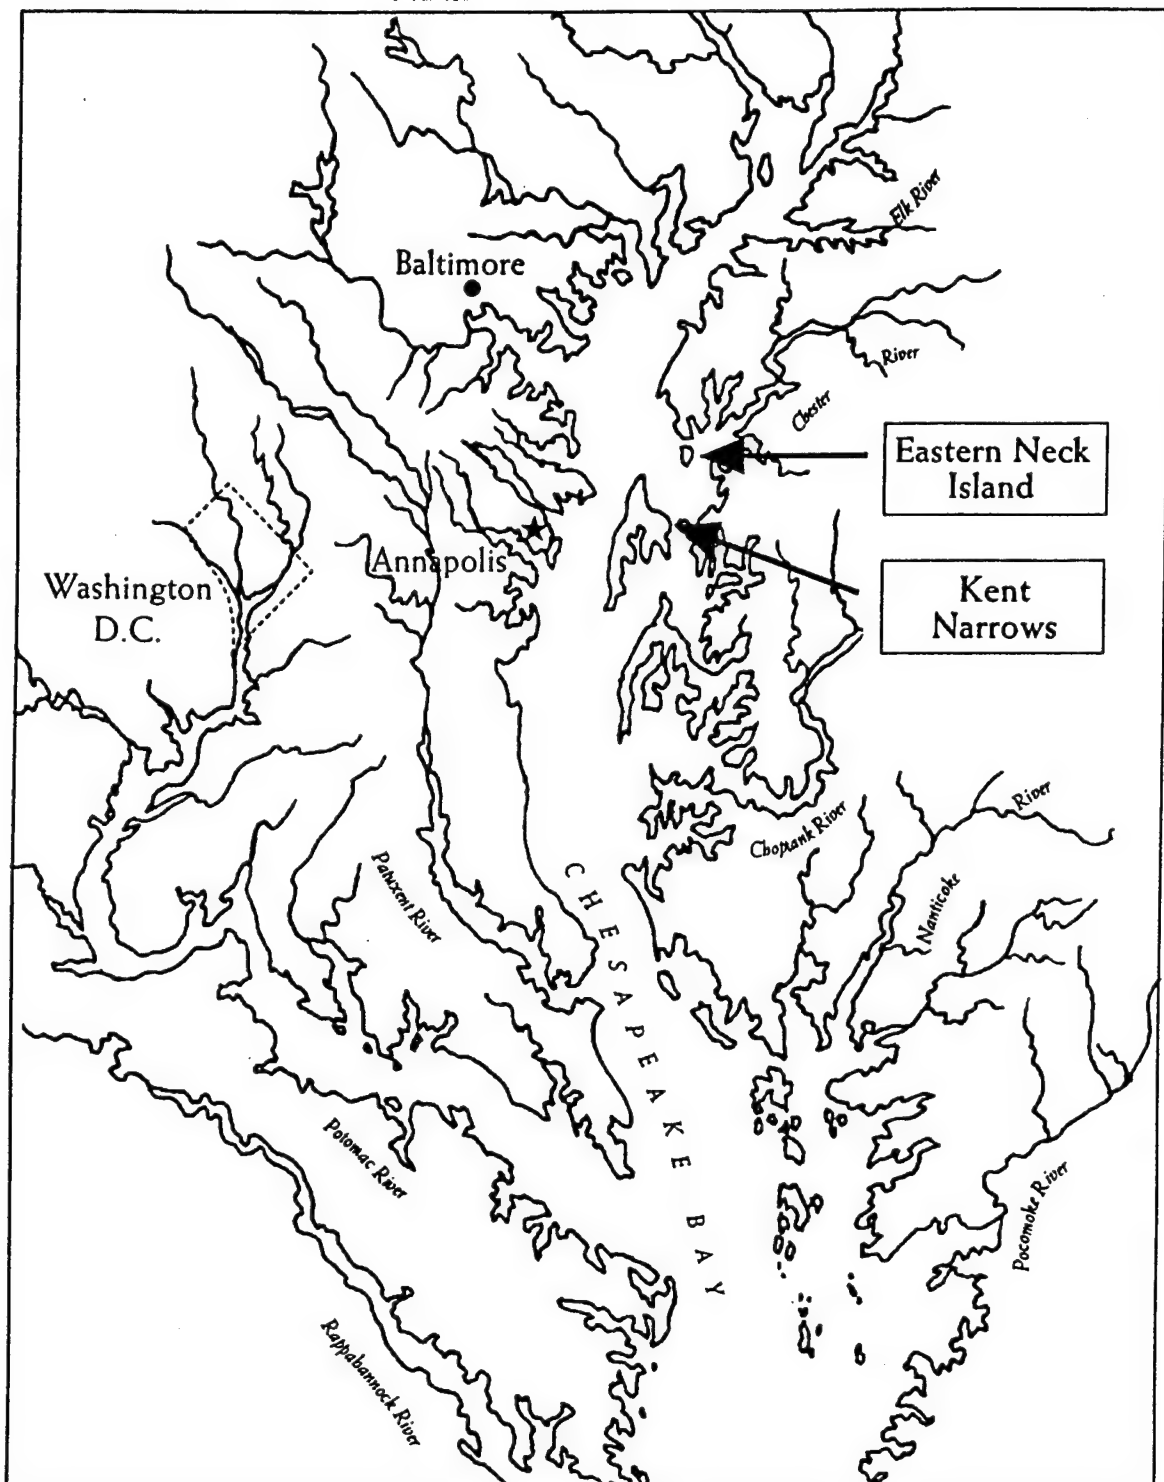 Elk River
Baltimore
River
Chester
Eastern Neck
Island
Annapolis
Kent
Narrows
Washington
D.C.
River
Choptank River
Patuxent River
Nanticoke
CHESAPEAKE BAY
Potomac River
Pocomoke River
Rappahannock River